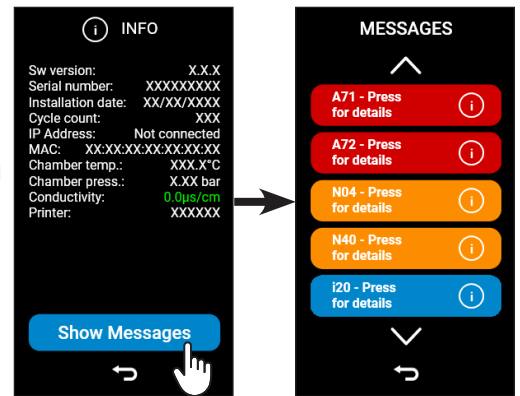 i INFO
Sw version: X.X.X
Serial number: XXXXXXXXX
Installation date: XX/XX/XXXX
Cycle count: XXX
IP Address: Not connected
MAC: XX:XX:XX:XX:XX:XX:XX
Chamber temp.: XXX.X°C
Chamber press.: X.XX bar
Conductivity: 0.0µs/cm
Printer: XXXXXX
Show Messages
MESSAGES
A71 - Press
for details
i
A72 - Press
for details
i
N04 - Press
for details
i
N40 - Press
for details
i
i20 - Press
for details
i